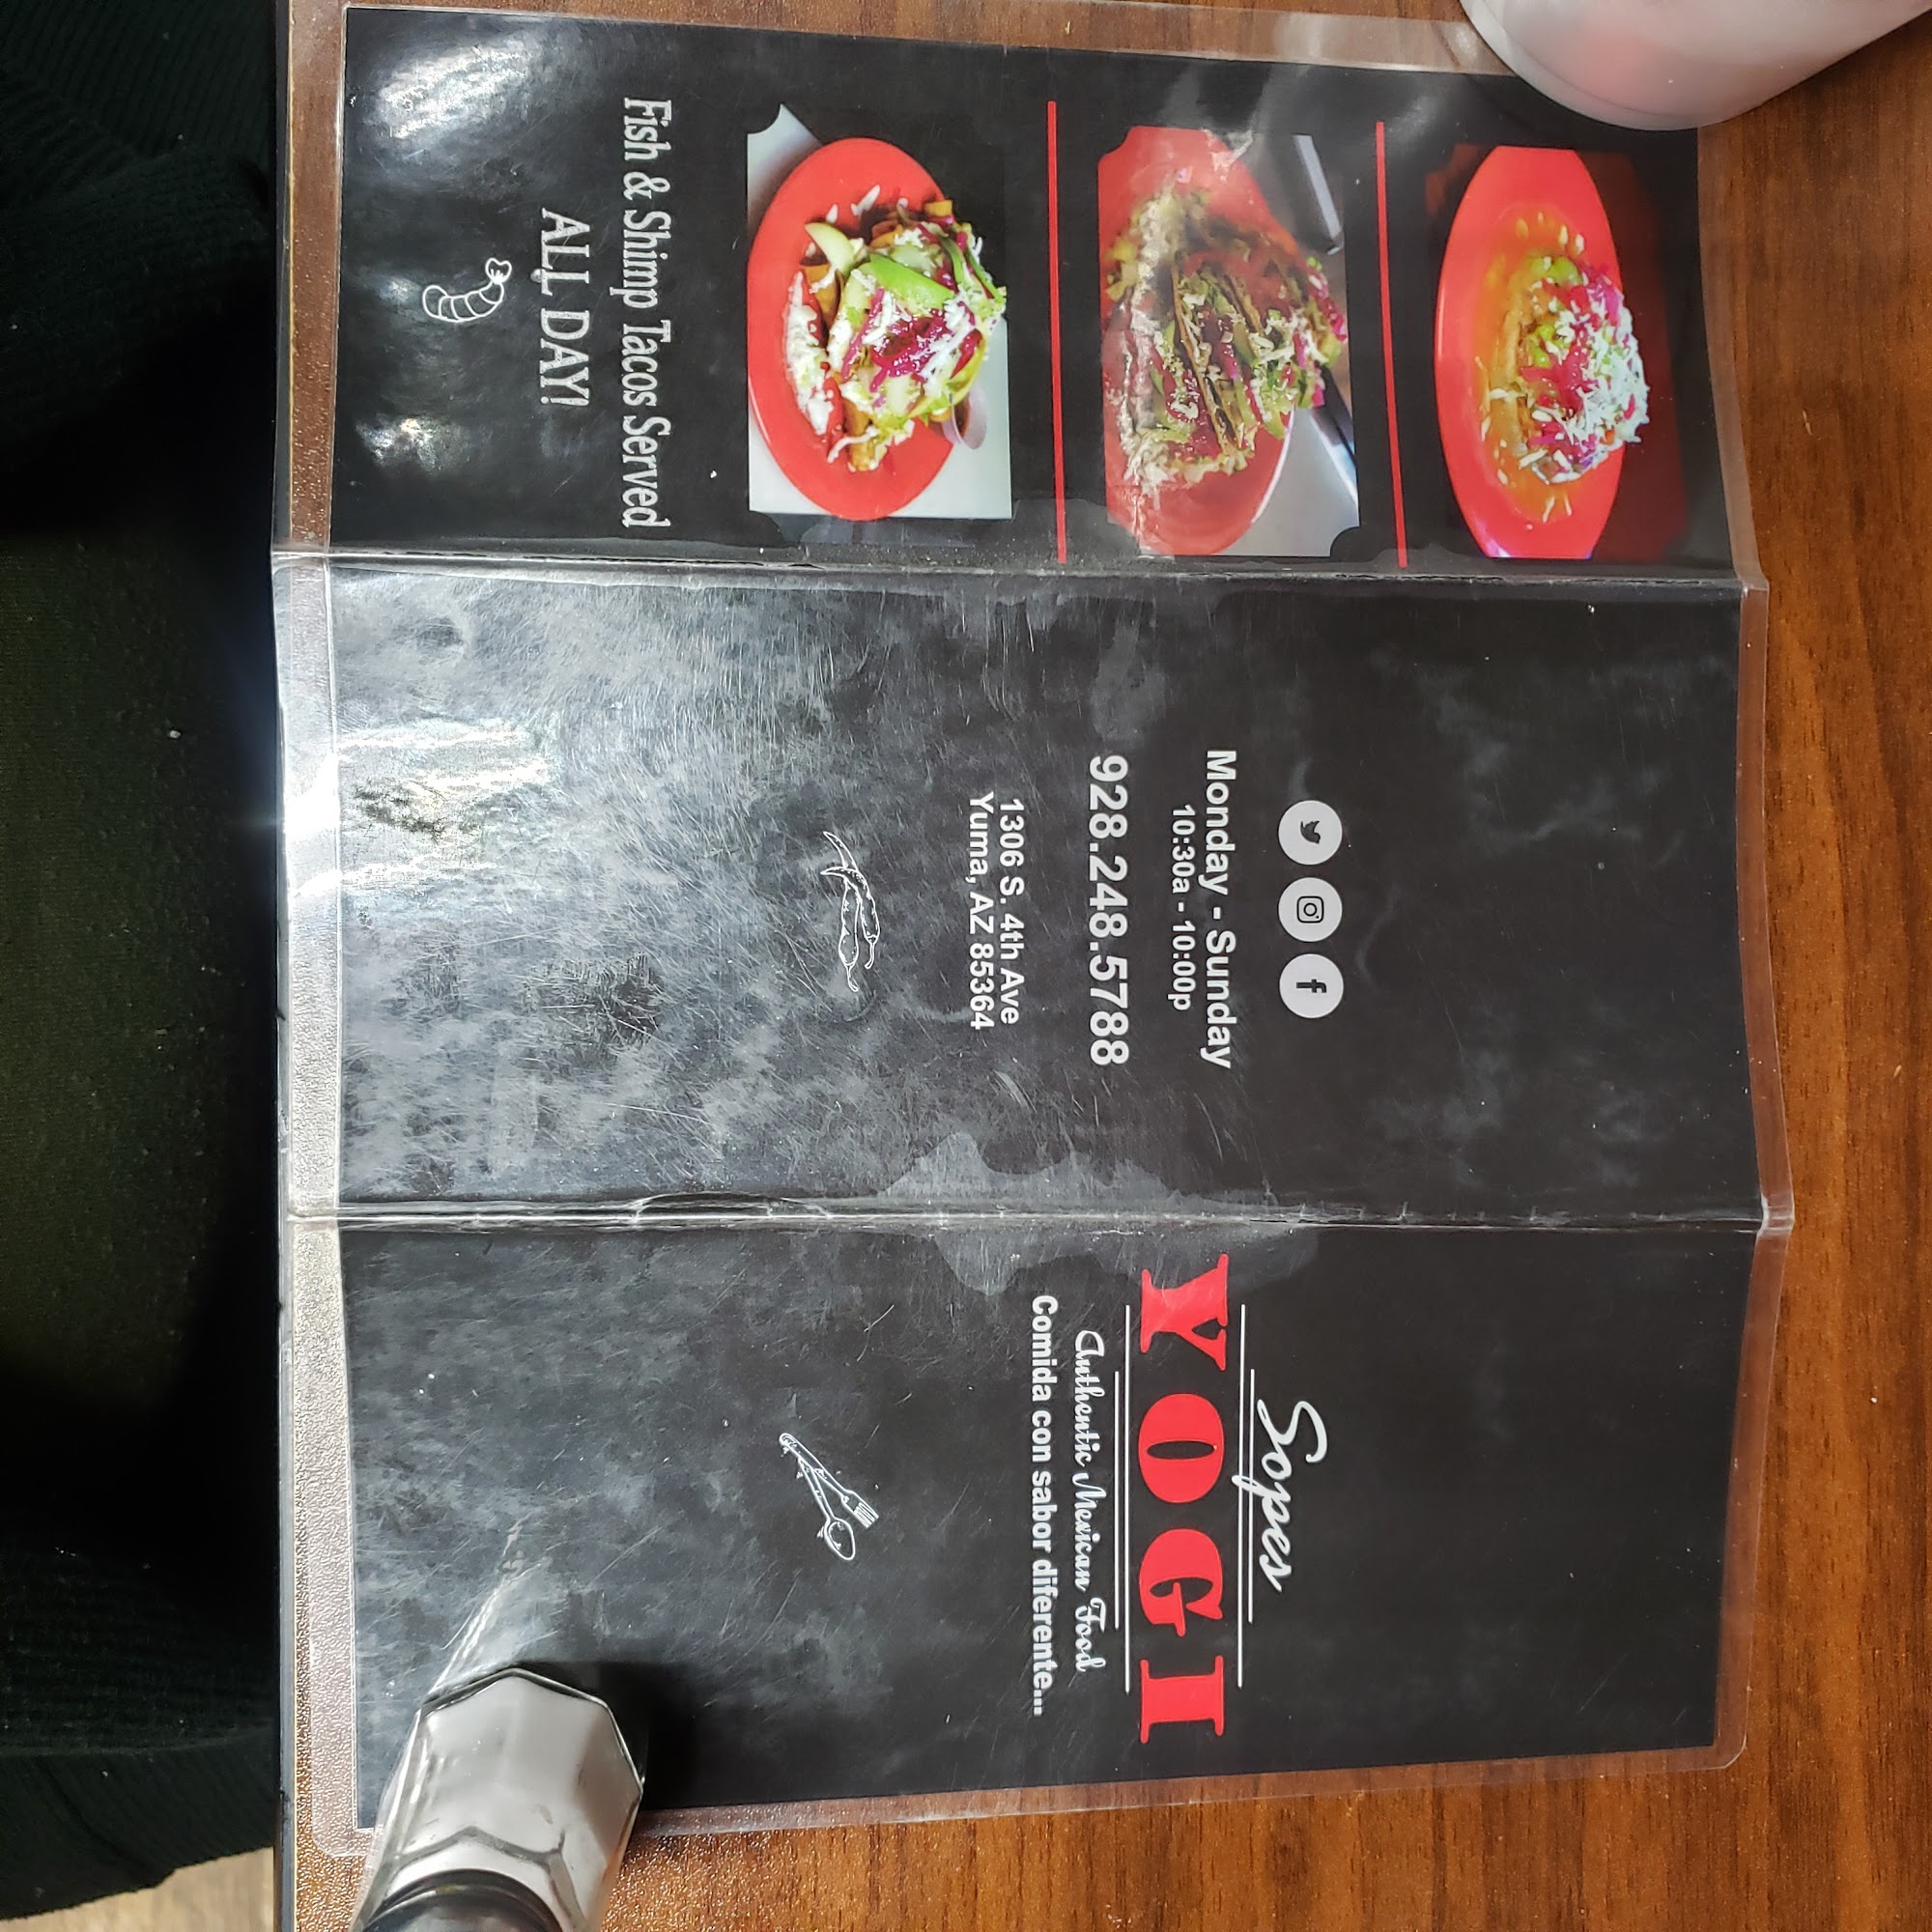 Fish & Shimp Tacos Served
ALL DAY!
Monday - Sunday
10:30a - 10:00p
928.248.5788
1306 S. 4th Ave
Yuma, AZ 85364
Sopes
YOGI
Authentic Mexican Food
Comida con sabor diferente...